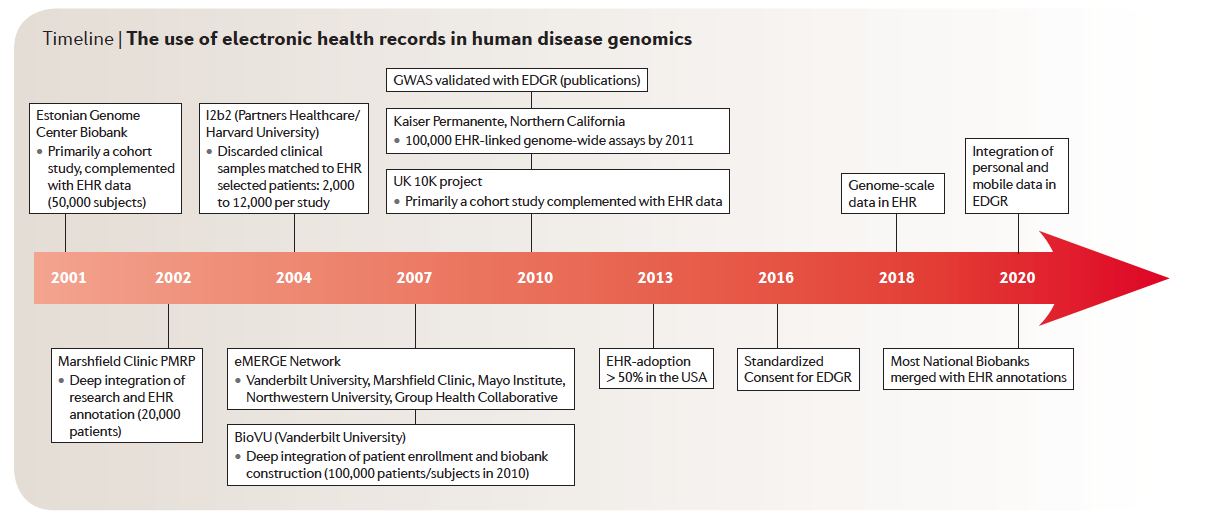 Timeline | The use of electronic health records in human disease genomics
GWAS validated with EDGR (publications)
Estonian Genome
Center Biobank
• Primarily a cohort
study, complemented
with EHR data
(50,000 subjects)
I2b2 (Partners Healthcare/
Harvard University)
• Discarded clinical
samples matched to EHR
selected patients: 2,000
to 12,000 per study
Kaiser Permanente, Northern California
• 100,000 EHR-linked genome-wide assays by 2011
UK 10K project
• Primarily a cohort study complemented with EHR data
Genome-scale
data in EHR
Integration of
personal and
mobile data in
EDGR
2001 2002 2004 2007 2010 2013 2016 2018 2020
Marshfield Clinic PMRP
• Deep integration of
research and EHR
annotation (20,000
patients)
eMERGE Network
• Vanderbilt University, Marshfield Clinic, Mayo Institute,
Northwestern University, Group Health Collaborative
BioVU (Vanderbilt University)
• Deep integration of patient enrollment and biobank
construction (100,000 patients/subjects in 2010)
EHR-adoption
> 50% in the USA
Standardized
Consent for EDGR
Most National Biobanks
merged with EHR annotations